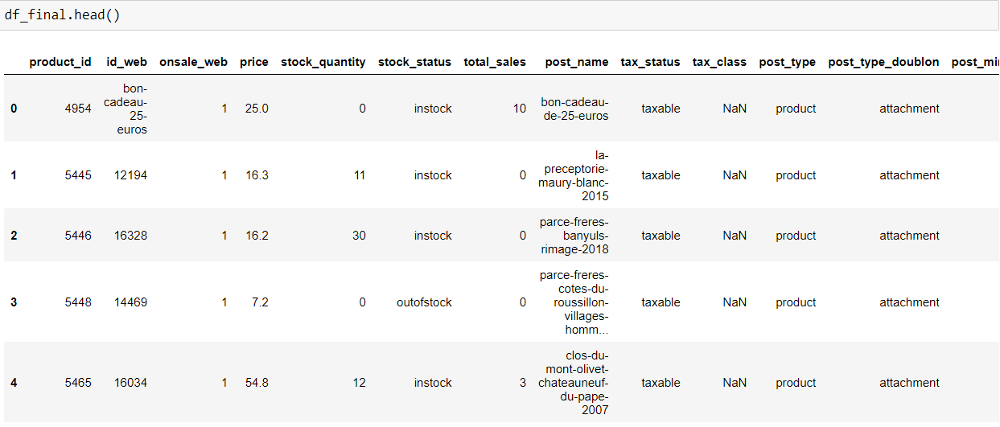 df_final.head()
product_id id_web onsale_web price stock_quantity stock_status total_sales post_name tax_status tax_class post_type post_type_doublon post_mi
bon-
cadeau-
25-
euros
0 4954 1 25.0 0 instock 10 taxable NaN product attachment
bon-cadeau-
de-25-euros
la-
preceptorie-
maury-blanc-
2015
1 5445 12194 1 16.3 11 instock 0 taxable NaN product attachment
parce-freres-
banyuls-
rimage-2018
2 5446 16328 1 16.2 30 instock 0 taxable NaN product attachment
parce-freres-
cotes-du-
roussillon-
villages-
homm...
3 5448 14469 1 7.2 0 outofstock 0 taxable NaN product attachment
clos-du-
mont-olivet-
chateauneuf-
du-pape-
2007
4 5465 16034 1 54.8 12 instock 3 taxable NaN product attachment